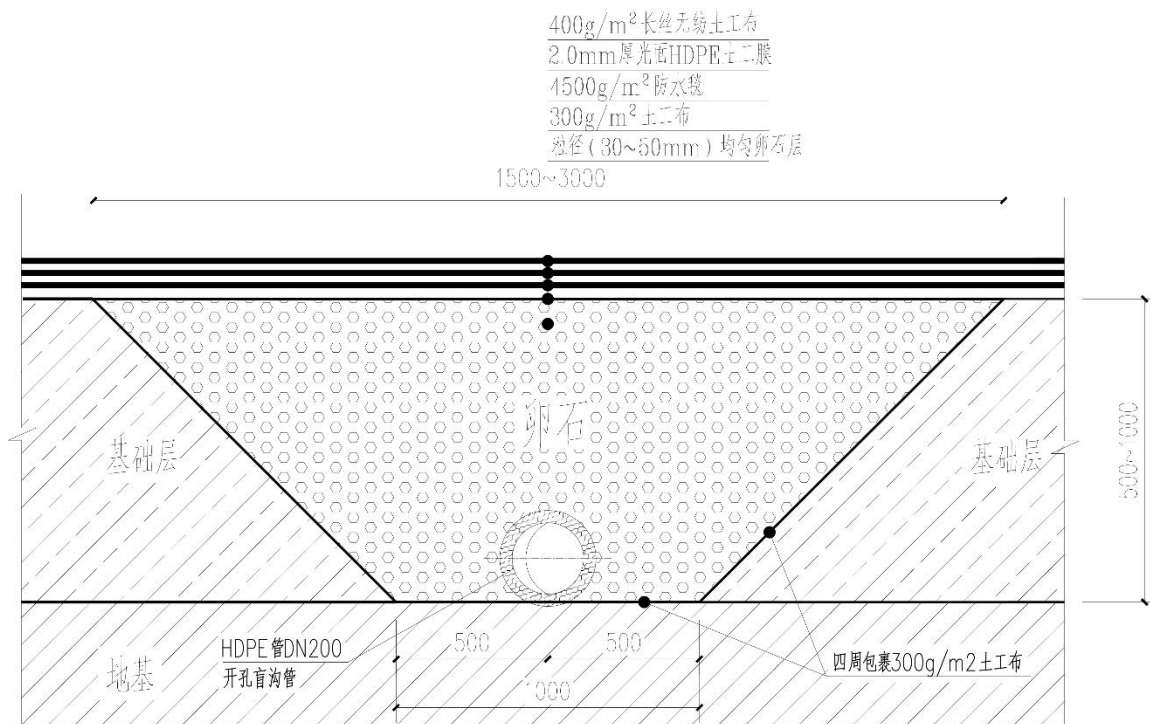 400g/m²长丝无纺土工布
2.0mm厚光面HDPE土工膜
4500g/m²防水毯
300g/m²土工布
粒径(30~50mm)均匀卵石层
1500~3000
卵石
基础层
基础层
500~1000
HDPE管DN200
开孔盲沟管
500
500
四周包裹300g/m2土工布
地基
1000